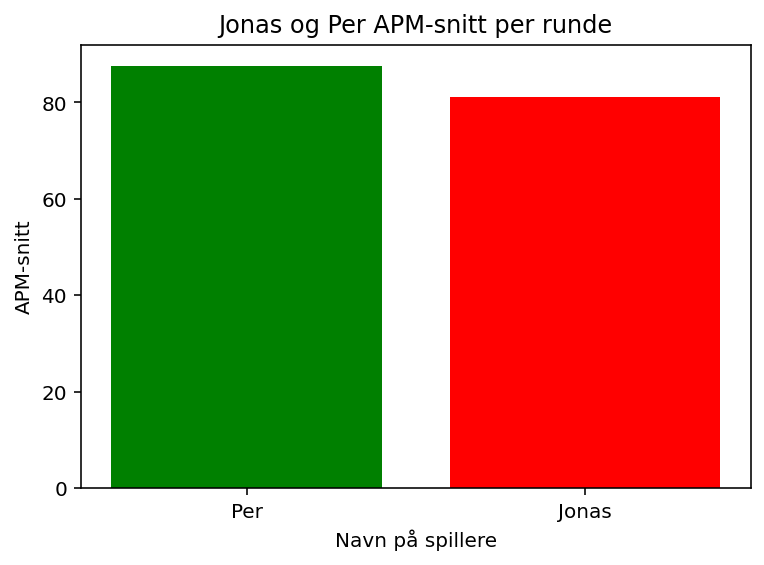 Jonas og Per APM-snitt per runde
APM-snitt
80
60
40
20
0
Per
Jonas
Navn på spillere